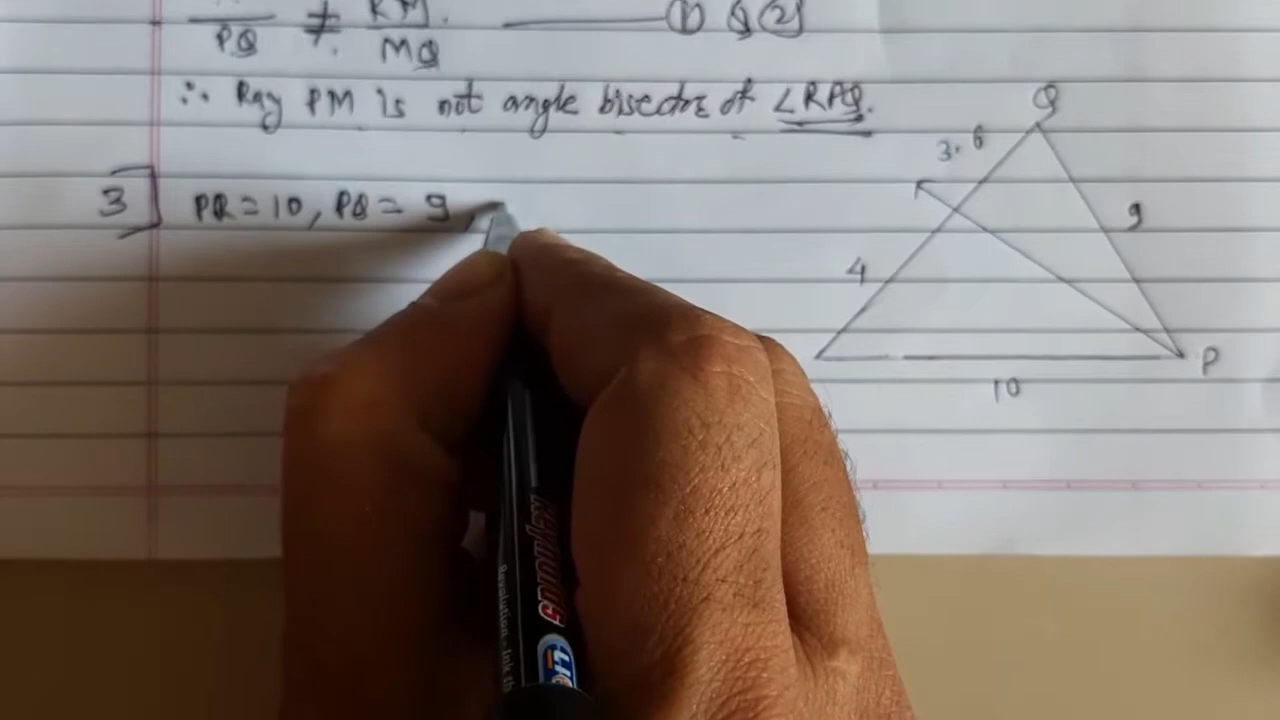 PQ ≠ RM. ——— ① & ②
MQ
∴ Ray PM is not angle bisector of ∠RPQ.
3] PR = 10, PQ = 9,
Q
3.6
9
4
P
10